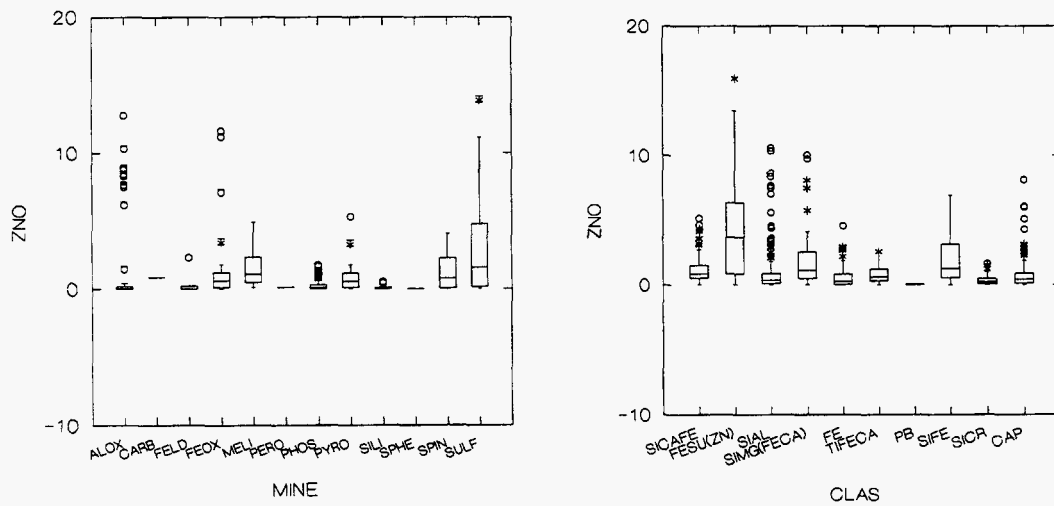 20
10
0
-10
ZNO
ALOX CARB FELD FEOX MELI PERO PHOS PYRO SILI SPHE SPIN SULF
MINE
20
10
0
-10
ZNO
SICAFE FESU(ZN) SIAL SIMG(FECA) FE TIFECA PB SIFE SICR CAP
CLAS